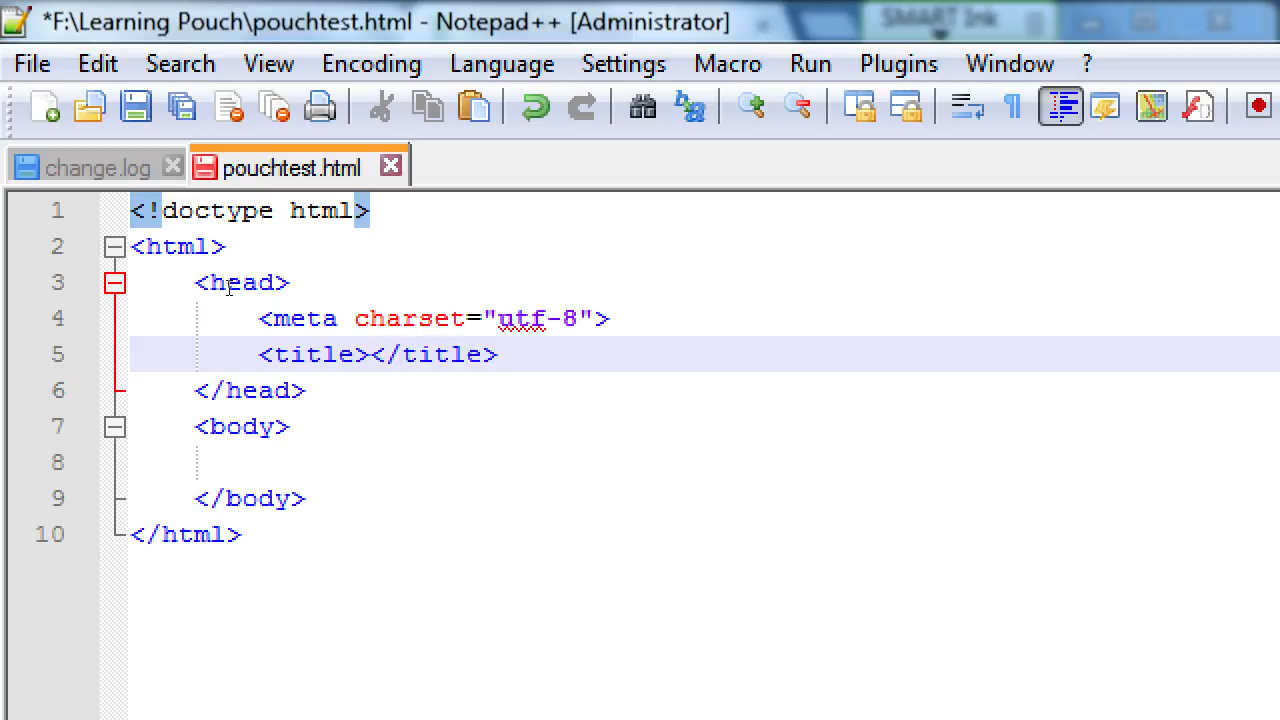 *F:\Learning Pouch\pouchtest.html - Notepad++ [Administrator]
SMART Ink
File Edit Search View Encoding Language Settings Macro Run Plugins Window ?
change.log pouchtest.html
1 <!doctype html>
2 <html>
3 <head>
4 <meta charset="utf-8">
5 <title></title>
6 </head>
7 <body>
8
9 </body>
10 </html>